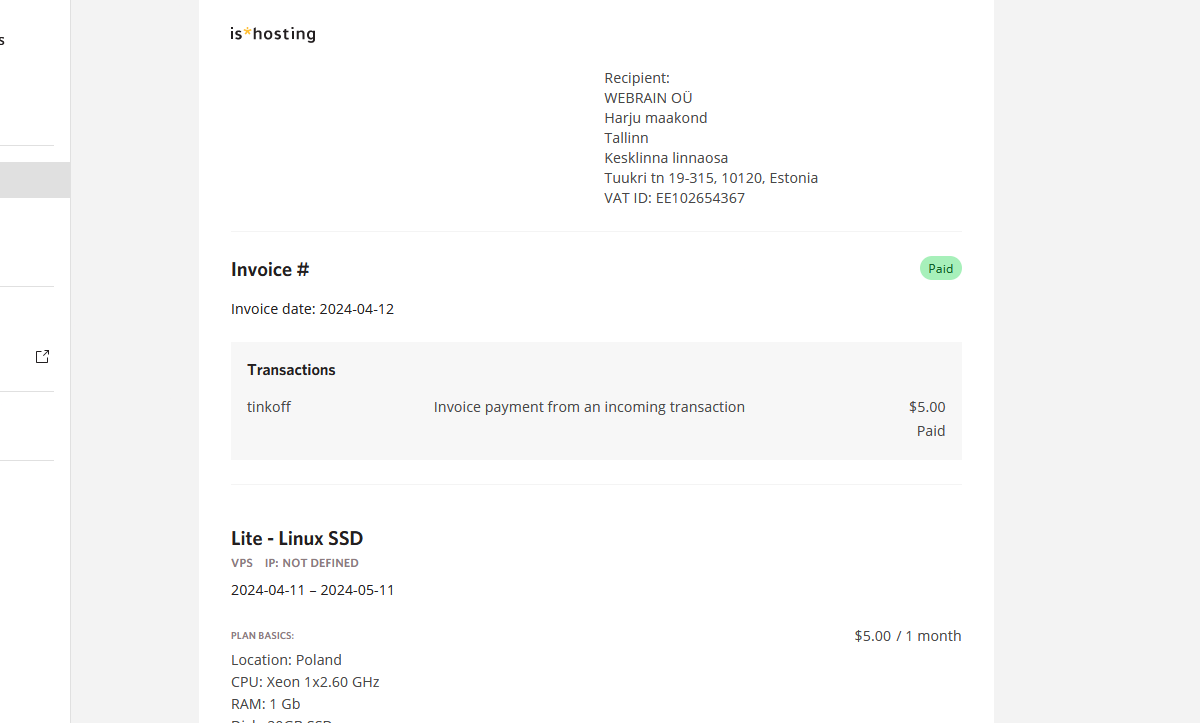 s
is*hosting
Recipient:
WEBRAIN OÜ
Harju maakond
Tallinn
Kesklinna linnaosa
Tuukri tn 19-315, 10120, Estonia
VAT ID: EE102654367
Invoice #
Paid
Invoice date: 2024-04-12
Transactions
tinkoff Invoice payment from an incoming transaction $5.00
Paid
Lite - Linux SSD
VPS IP: NOT DEFINED
2024-04-11 – 2024-05-11
PLAN BASICS: $5.00 / 1 month
Location: Poland
CPU: Xeon 1x2.60 GHz
RAM: 1 Gb